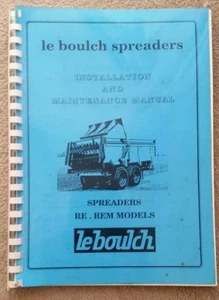 le boulch spreaders
INSTALLATION
AND
MAINTENANCE MANUAL
SPREADERS
RE . REM MODELS
leboulch